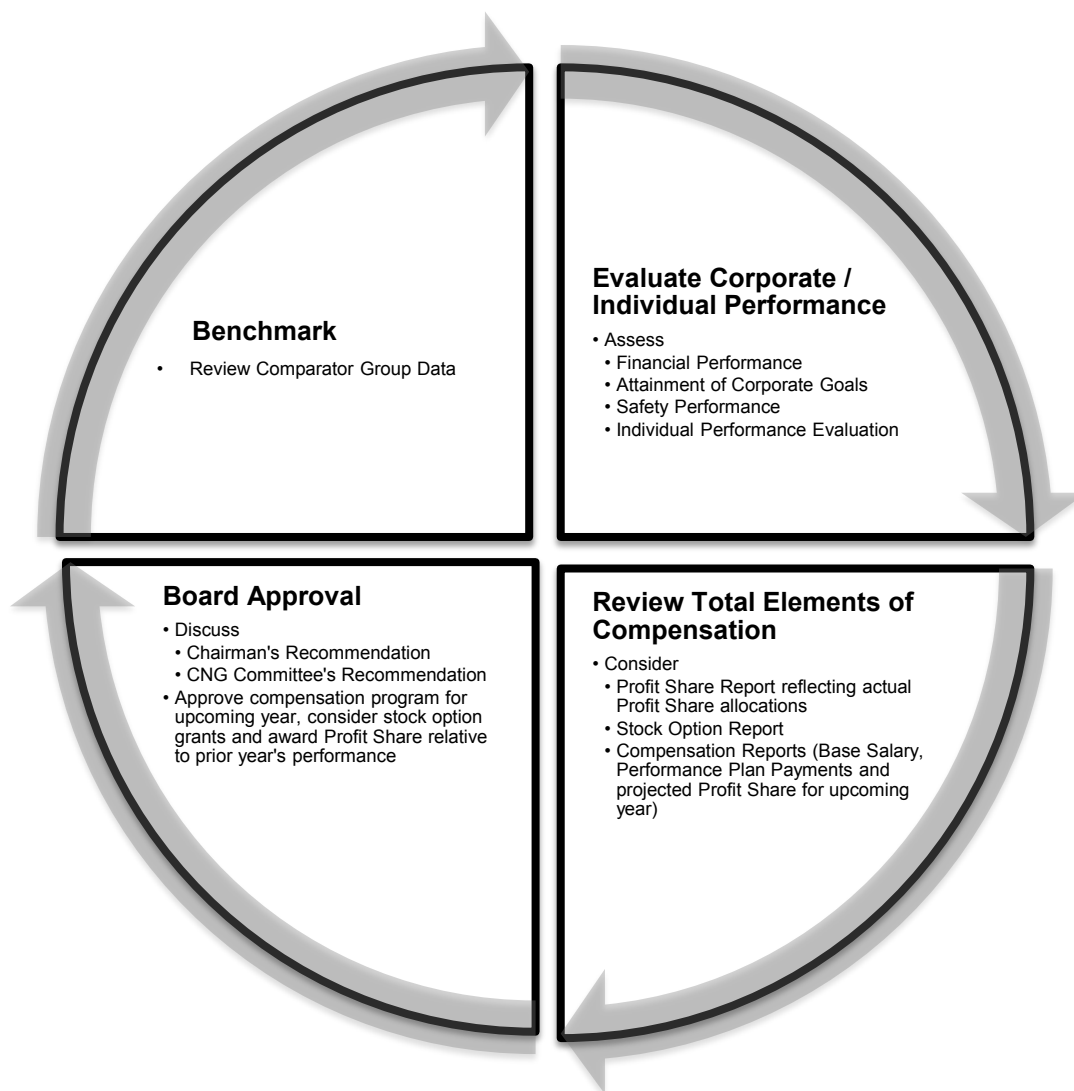 Benchmark
• Review Comparator Group Data
Evaluate Corporate /
Individual Performance
• Assess
• Financial Performance
• Attainment of Corporate Goals
• Safety Performance
• Individual Performance Evaluation
Board Approval
• Discuss
• Chairman's Recommendation
• CNG Committee's Recommendation
• Approve compensation program for
upcoming year, consider stock option
grants and award Profit Share relative
to prior year's performance
Review Total Elements of
Compensation
• Consider
• Profit Share Report reflecting actual
Profit Share allocations
• Stock Option Report
• Compensation Reports (Base Salary,
Performance Plan Payments and
projected Profit Share for upcoming
year)